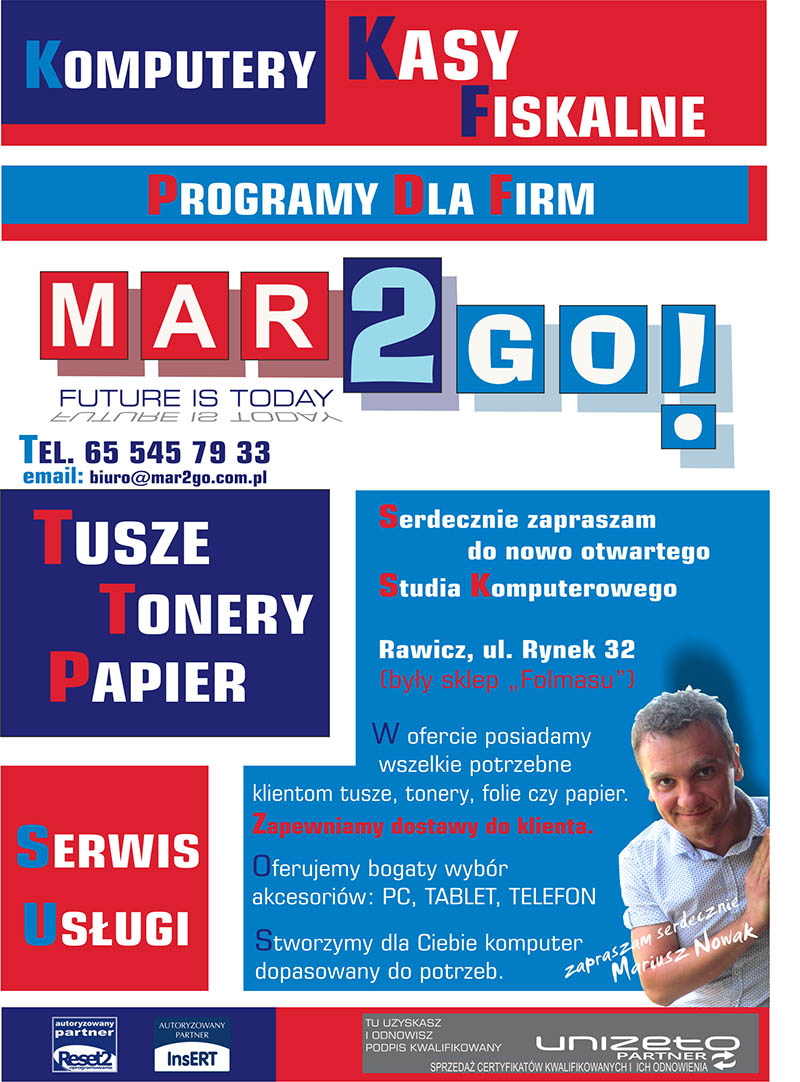 KOMPUTERY
KASY
FISKALNE
PROGRAMY DLA FIRM
MAR2GO!
FUTURE IS TODAY
FUTURE IS TODAY
TEL. 65 545 79 33
email: biuro@mar2go.com.pl
TUSZE
TONERY
PAPIER
Serdecznie zapraszam
do nowo otwartego
Studia Komputerowego
Rawicz, ul. Rynek 32
(były sklep „Folmasu”)
W ofercie posiadamy
wszelkie potrzebne
klientom tusze, tonery, folie czy papier.
Zapewniamy dostawy do klienta.
Oferujemy bogaty wybór
akcesoriów: PC, TABLET, TELEFON
Stworzymy dla Ciebie komputer
dopasowany do potrzeb.
zapraszam serdecznie
Mariusz Nowak
SERWIS
USŁUGI
autoryzowany
partner
Reset2
oprogramowanie
AUTORYZOWANY
PARTNER
InsERT
TU UZYSKASZ
I ODNOWISZ
PODPIS KWALIFIKOWANY
unizeto
PARTNER
SPRZEDAŻ CERTYFIKATÓW KWALIFIKOWANYCH I ICH ODNOWIENIA